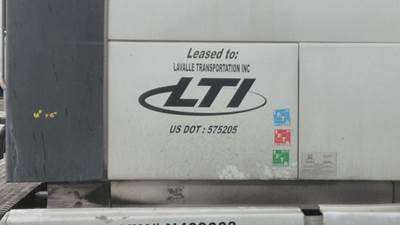 Leased to:
LAVALLE TRANSPORTATION INC
LTI
US DOT : 575205